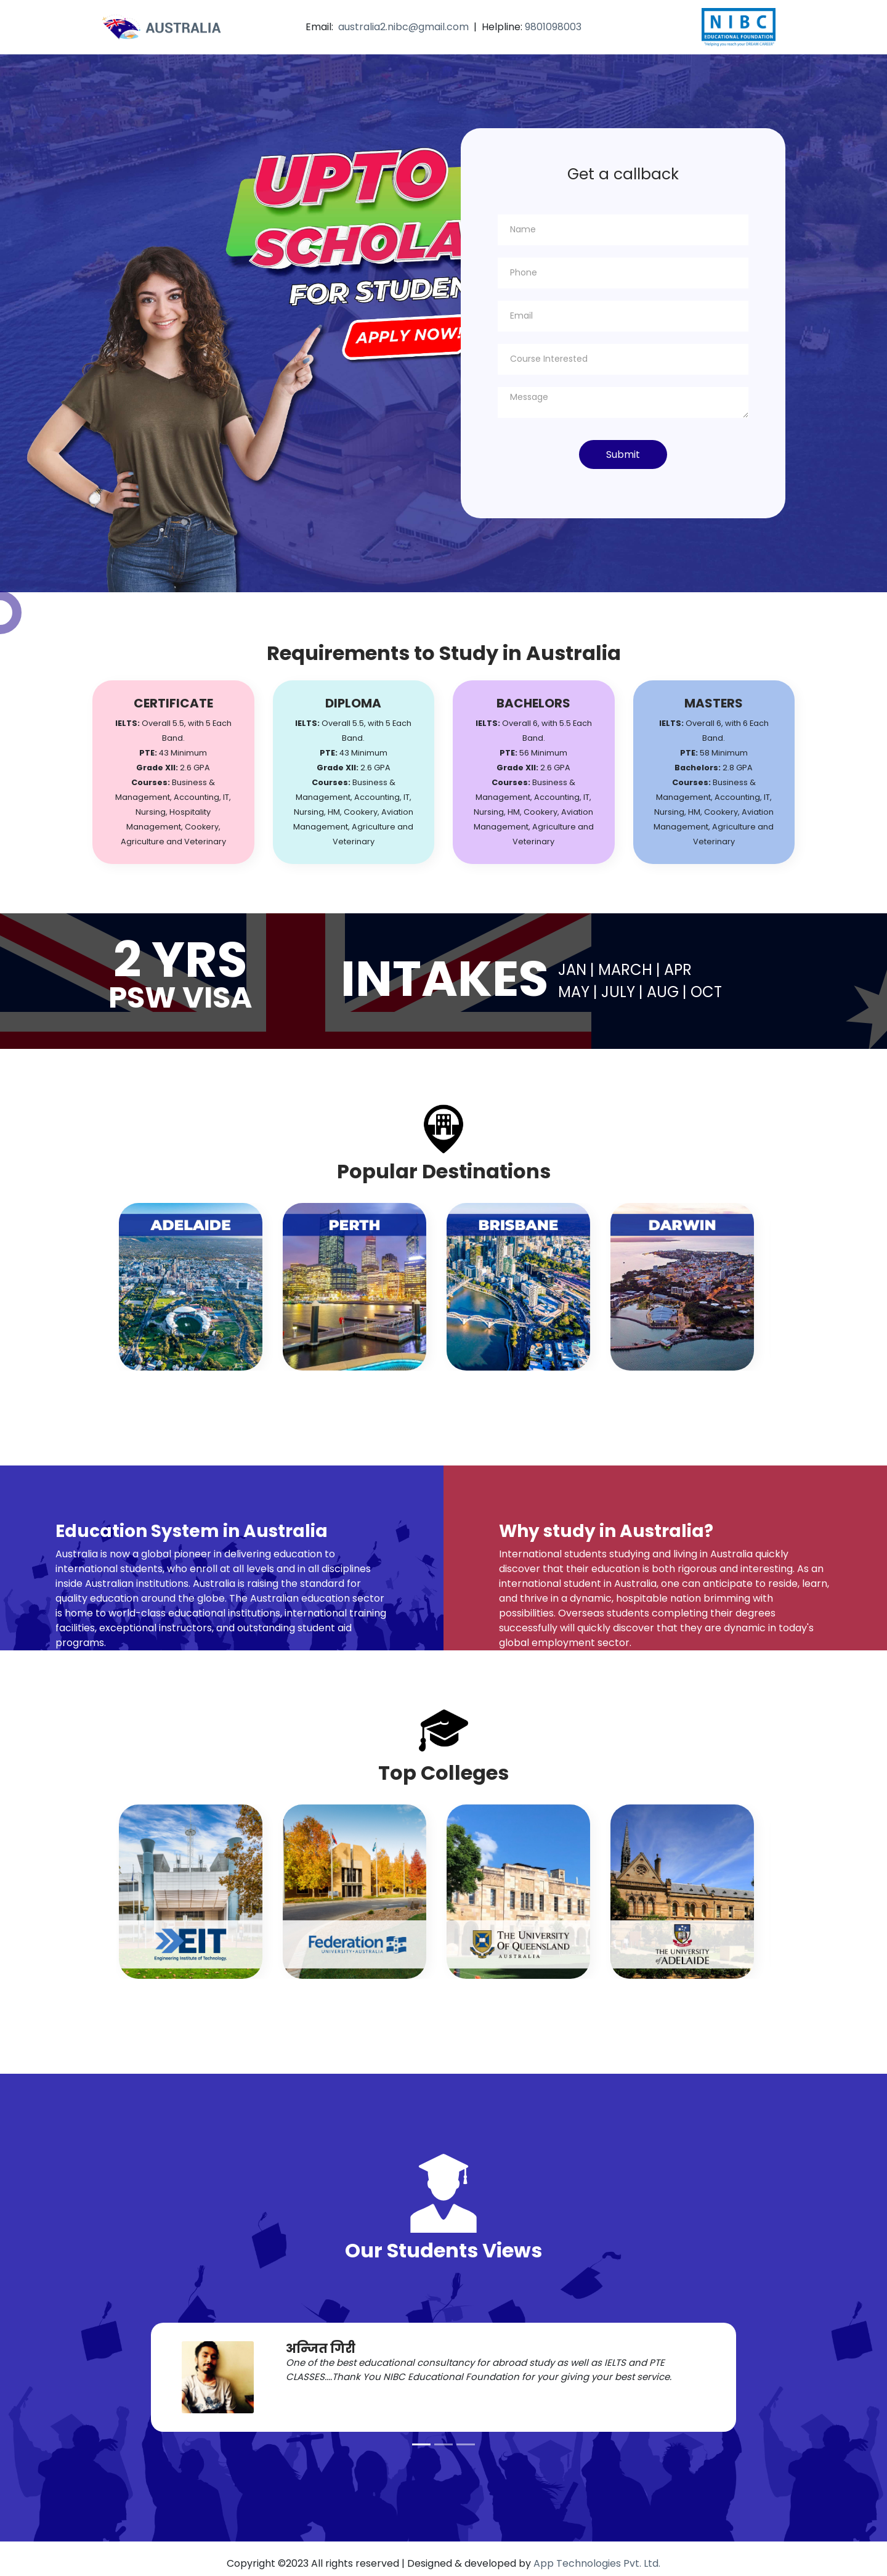 AUSTRALIA
Email: australia2.nibc@gmail.com | Helpline: 9801098003
NIBC
EDUCATIONAL FOUNDATION
"Helping you reach your DREAM CAREER"
UPTO
SCHOLA
FOR STUDEN
APPLY NOW!
Get a callback
Name
Phone
Email
Course Interested
Message
Submit
Requirements to Study in Australia
CERTIFICATE
IELTS: Overall 5.5, with 5 Each
Band.
PTE: 43 Minimum
Grade XII: 2.6 GPA
Courses: Business &
Management, Accounting, IT,
Nursing, Hospitality
Management, Cookery,
Agriculture and Veterinary
DIPLOMA
IELTS: Overall 5.5, with 5 Each
Band.
PTE: 43 Minimum
Grade XII: 2.6 GPA
Courses: Business &
Management, Accounting, IT,
Nursing, HM, Cookery, Aviation
Management, Agriculture and
Veterinary
BACHELORS
IELTS: Overall 6, with 5.5 Each
Band.
PTE: 56 Minimum
Grade XII: 2.6 GPA
Courses: Business &
Management, Accounting, IT,
Nursing, HM, Cookery, Aviation
Management, Agriculture and
Veterinary
MASTERS
IELTS: Overall 6, with 6 Each
Band.
PTE: 58 Minimum
Bachelors: 2.8 GPA
Courses: Business &
Management, Accounting, IT,
Nursing, HM, Cookery, Aviation
Management, Agriculture and
Veterinary
2 YRS
PSW VISA
INTAKES
JAN | MARCH | APR
MAY | JULY | AUG | OCT
Popular Destinations
ADELAIDE
PERTH
BRISBANE
DARWIN
Education System in Australia
Australia is now a global pioneer in delivering education to
international students, who enroll at all levels and in all disciplines
inside Australian institutions. Australia is raising the standard for
quality education around the globe. The Australian education sector
is home to world-class educational institutions, international training
facilities, exceptional instructors, and outstanding student aid
programs.
Why study in Australia?
International students studying and living in Australia quickly
discover that their education is both rigorous and interesting. As an
international student in Australia, one can anticipate to reside, learn,
and thrive in a dynamic, hospitable nation brimming with
possibilities. Overseas students completing their degrees
successfully will quickly discover that they are dynamic in today's
global employment sector.
Top Colleges
EIT
Engineering Institute of Technology
Federation
UNIVERSITY • AUSTRALIA
THE UNIVERSITY
OF QUEENSLAND
AUSTRALIA
THE UNIVERSITY
of ADELAIDE
Our Students Views
अन्जित गिरी
One of the best educational consultancy for abroad study as well as IELTS and PTE
CLASSES....Thank You NIBC Educational Foundation for your giving your best service.
Copyright ©2023 All rights reserved | Designed & developed by App Technologies Pvt. Ltd.